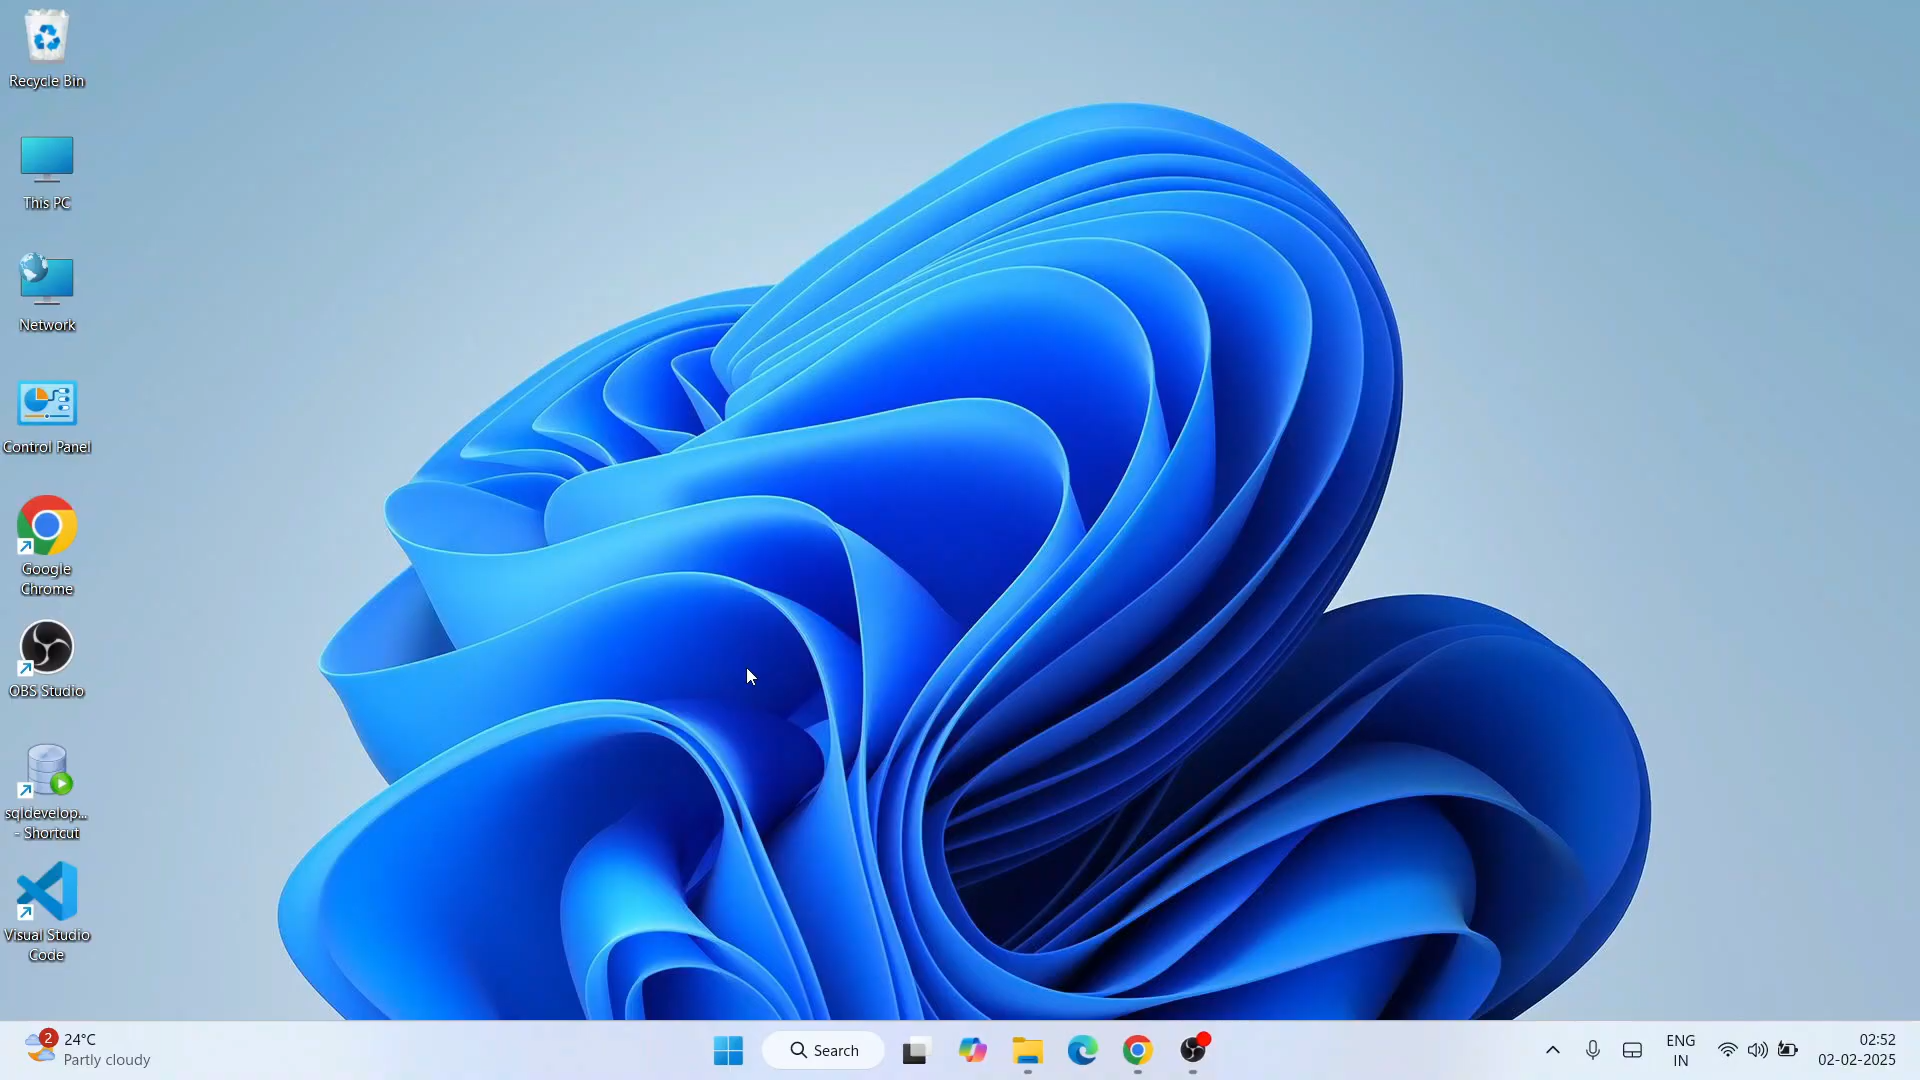 Recycle Bin
This PC
Network
Control Panel
Google
Chrome
OBS Studio
sqldevelop...
- Shortcut
Visual Studio
Code
2
24°C
Partly cloudy
Search
ENG
IN
02:52
02-02-2025